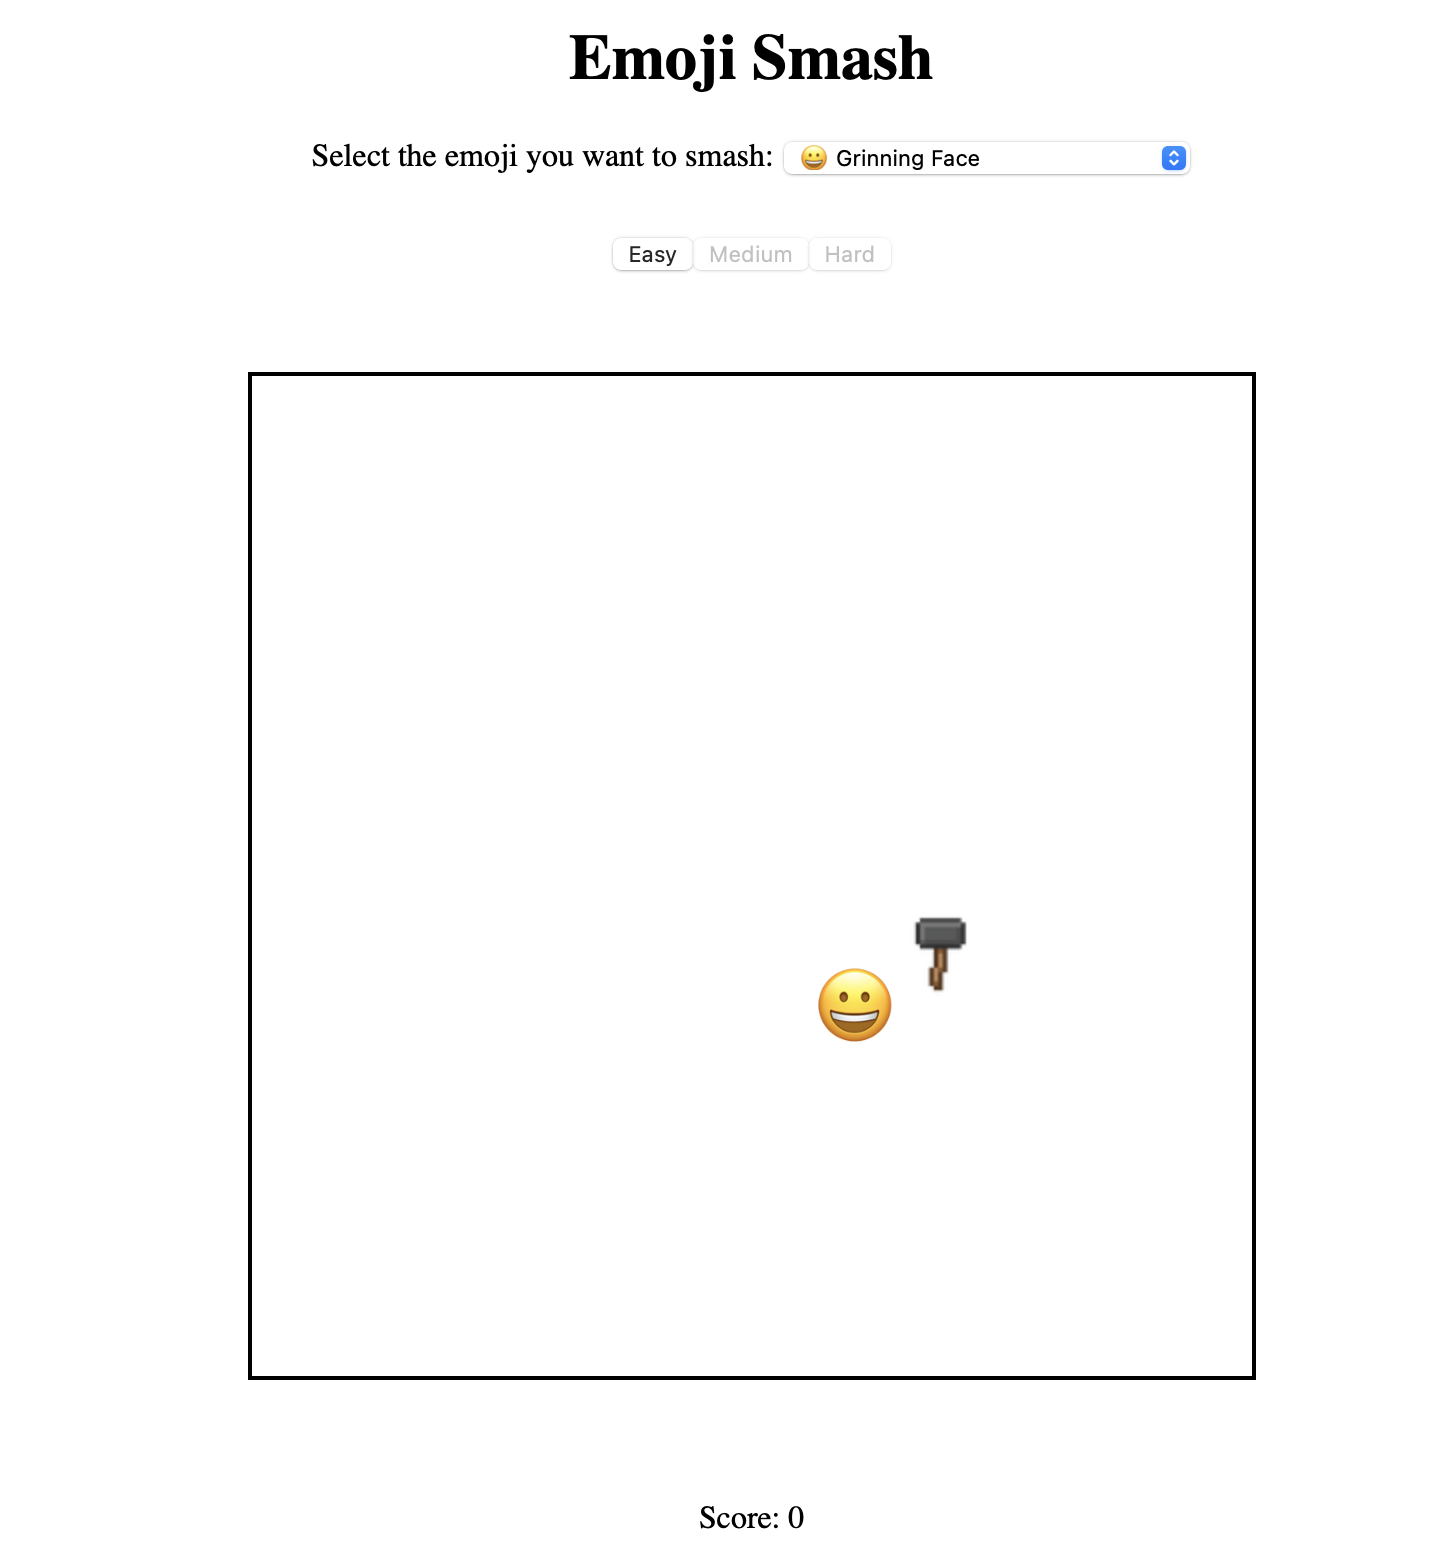 Emoji Smash
Select the emoji you want to smash: 😀 Grinning Face
Easy Medium Hard
Score: 0